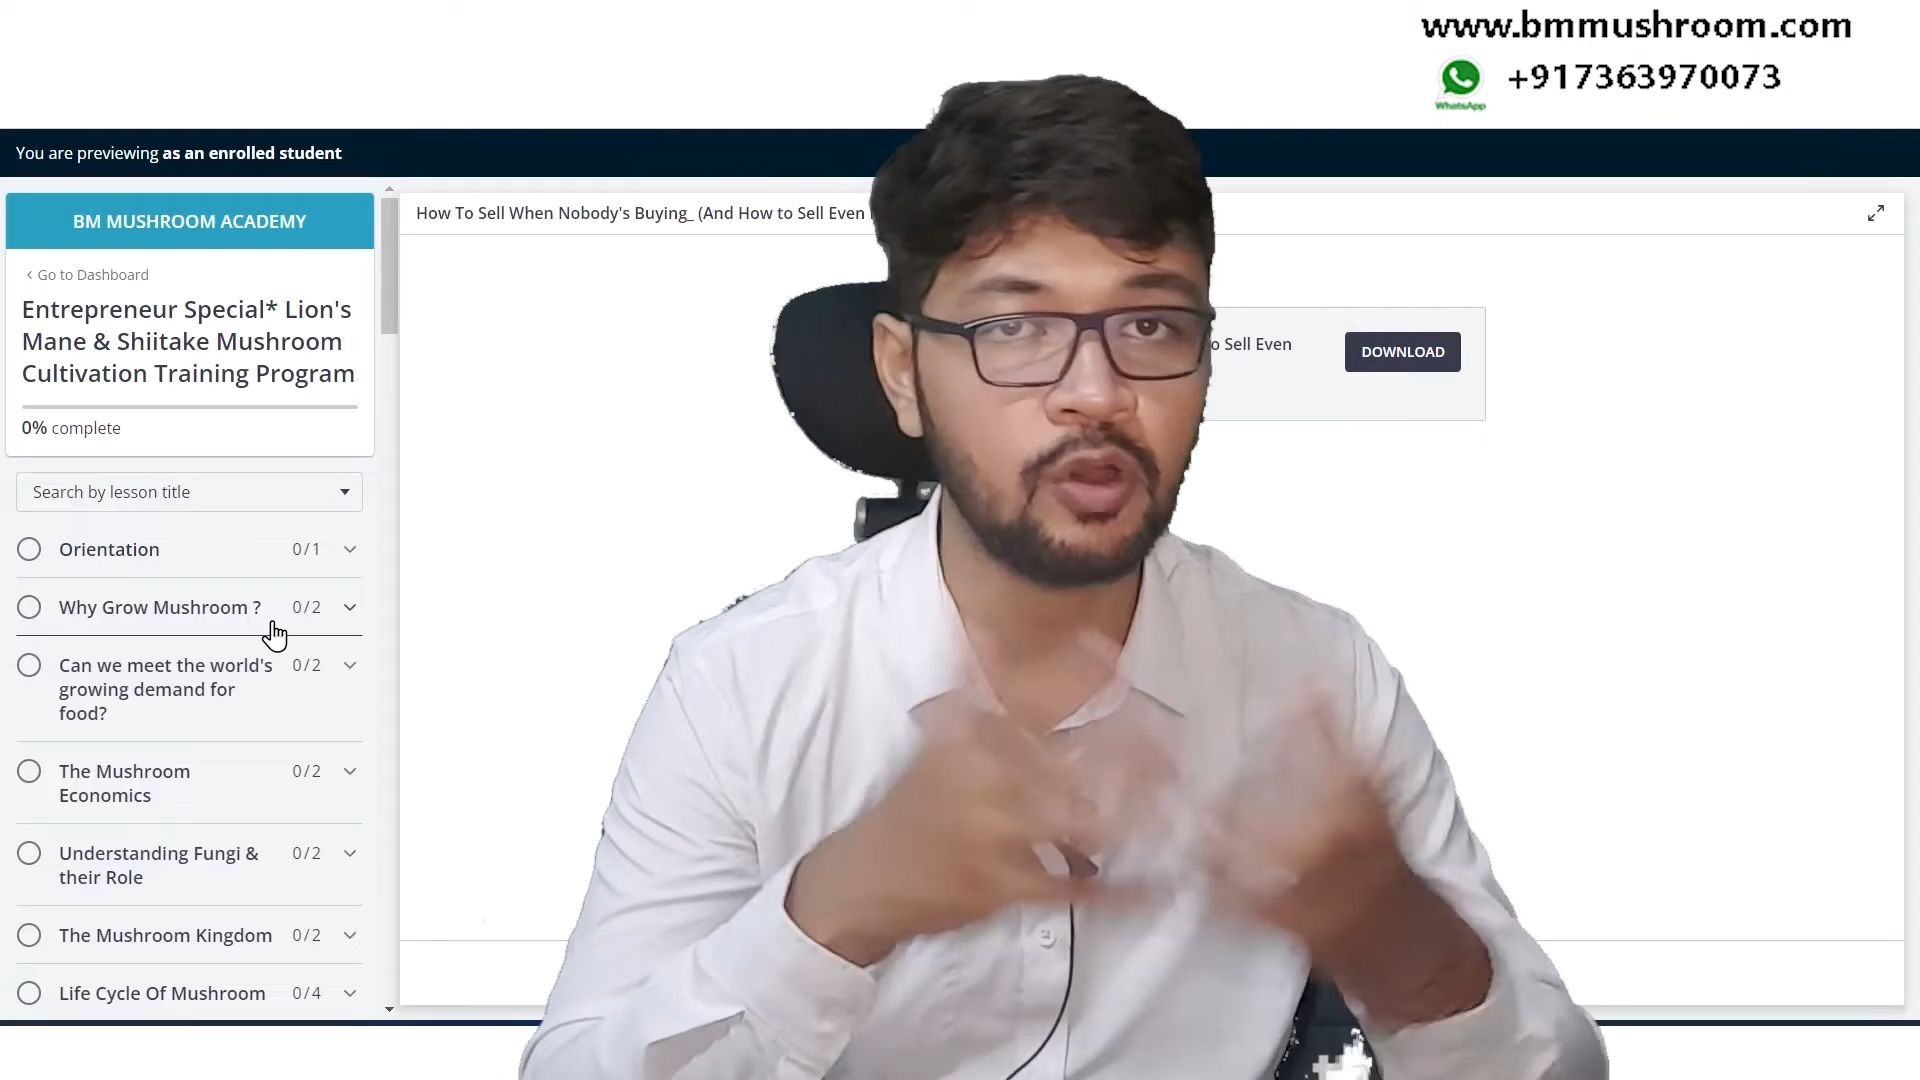 www.bmmushroom.com
WhatsApp
+917363970073
You are previewing as an enrolled student
BM MUSHROOM ACADEMY
Go to Dashboard
Entrepreneur Special* Lion's
Mane & Shiitake Mushroom
Cultivation Training Program
0% complete
Search by lesson title
Orientation 0/1
Why Grow Mushroom ? 0/2
Can we meet the world's 0/2
growing demand for
food?
The Mushroom 0/2
Economics
Understanding Fungi & 0/2
their Role
The Mushroom Kingdom 0/2
Life Cycle Of Mushroom 0/4
How To Sell When Nobody's Buying_ (And How to Sell Even
o Sell Even
DOWNLOAD